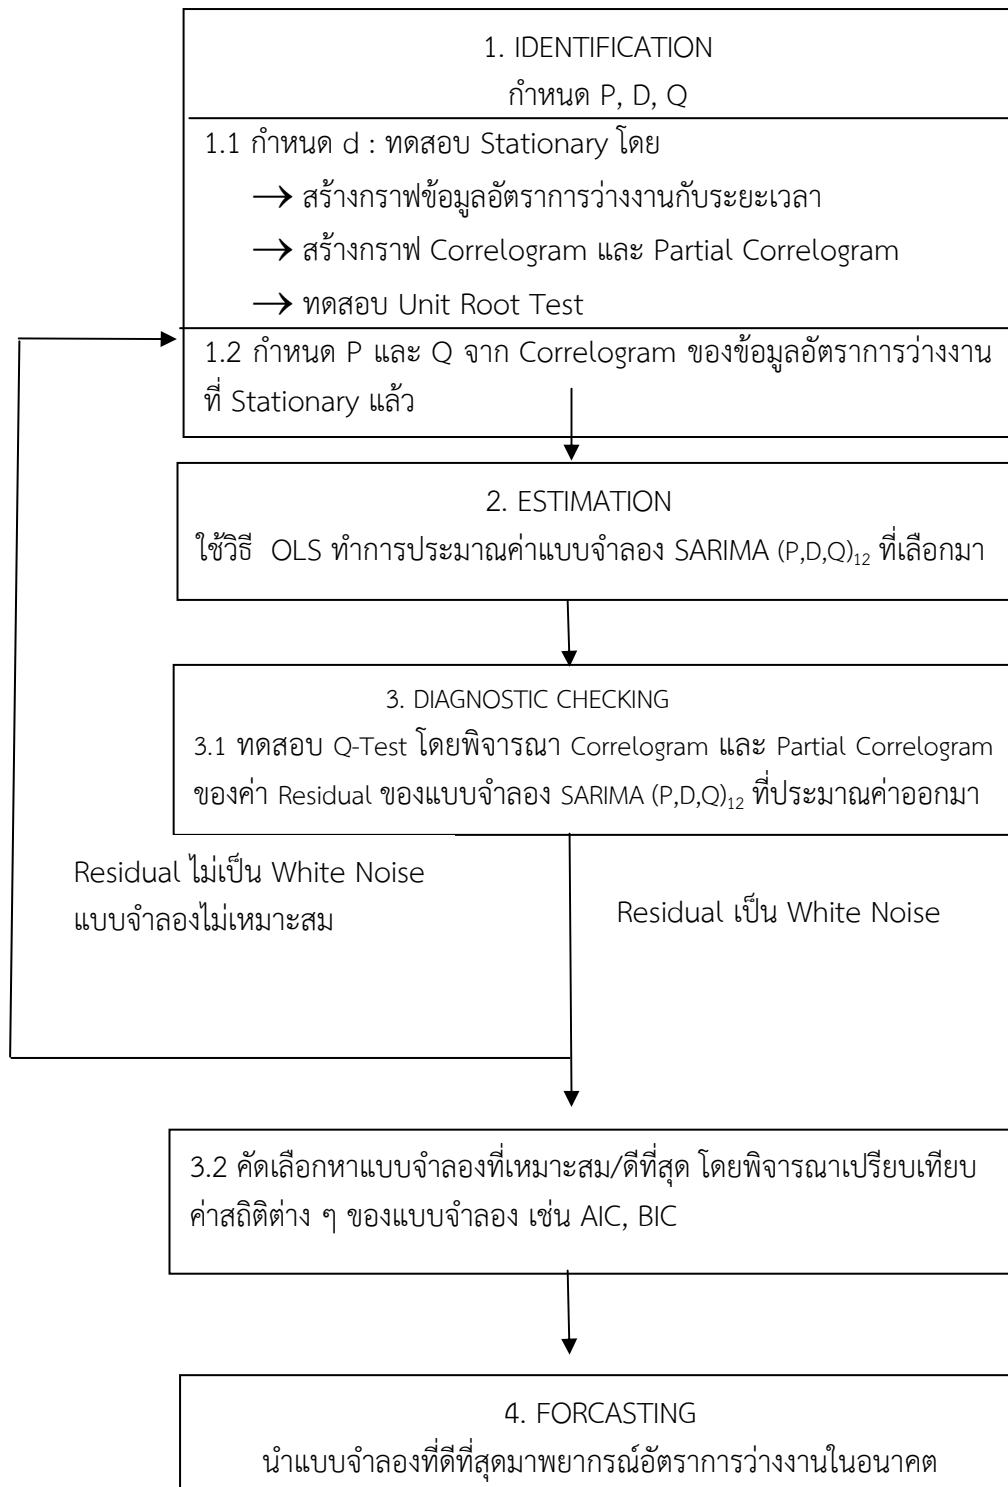 1. IDENTIFICATION
กำหนด P, D, Q
1.1 กำหนด d : ทดสอบ Stationary โดย
→ สร้างกราฟข้อมูลอัตราการว่างงานกับระยะเวลา
→ สร้างกราฟ Correlogram และ Partial Correlogram
→ ทดสอบ Unit Root Test
1.2 กำหนด P และ Q จาก Correlogram ของข้อมูลอัตราการว่างงาน
ที่ Stationary แล้ว
2. ESTIMATION
ใช้วิธี OLS ทำการประมาณค่าแบบจำลอง SARIMA (P,D,Q)₁₂ ที่เลือกมา
3. DIAGNOSTIC CHECKING
3.1 ทดสอบ Q-Test โดยพิจารณา Correlogram และ Partial Correlogram
ของค่า Residual ของแบบจำลอง SARIMA (P,D,Q)₁₂ ที่ประมาณค่าออกมา
Residual ไม่เป็น White Noise
แบบจำลองไม่เหมาะสม
Residual เป็น White Noise
3.2 คัดเลือกหาแบบจำลองที่เหมาะสม/ดีที่สุด โดยพิจารณาเปรียบเทียบ
ค่าสถิติต่าง ๆ ของแบบจำลอง เช่น AIC, BIC
4. FORCASTING
นำแบบจำลองที่ดีที่สุดมาพยากรณ์อัตราการว่างงานในอนาคต